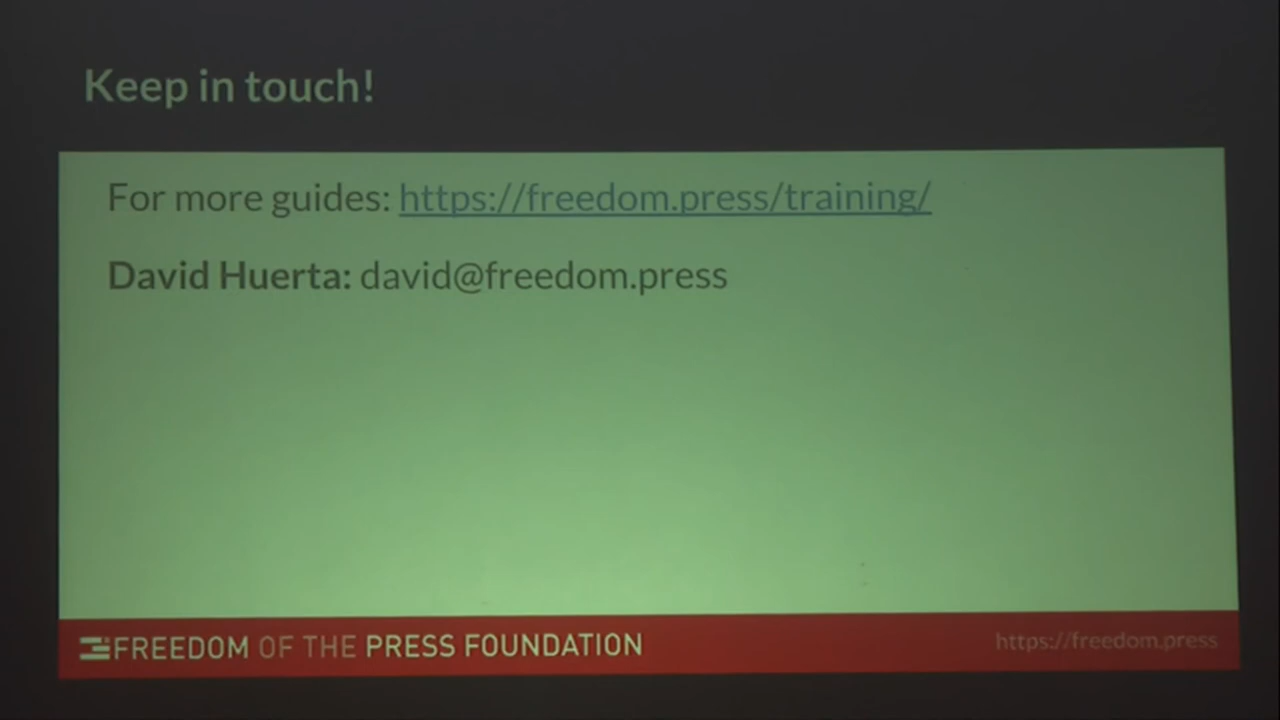 Keep in touch!
For more guides: https://freedom.press/training/
David Huerta: david@freedom.press
FREEDOM OF THE PRESS FOUNDATION
https://freedom.press